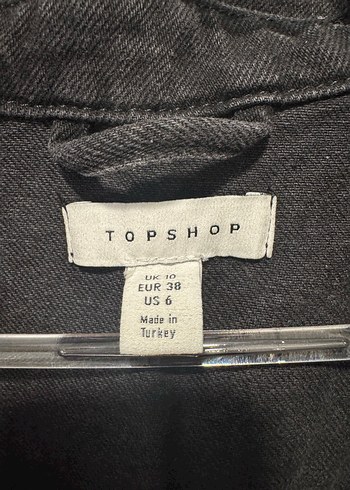 TOPSHOP
UK 10
EUR 38
US 6
Made in
Turkey